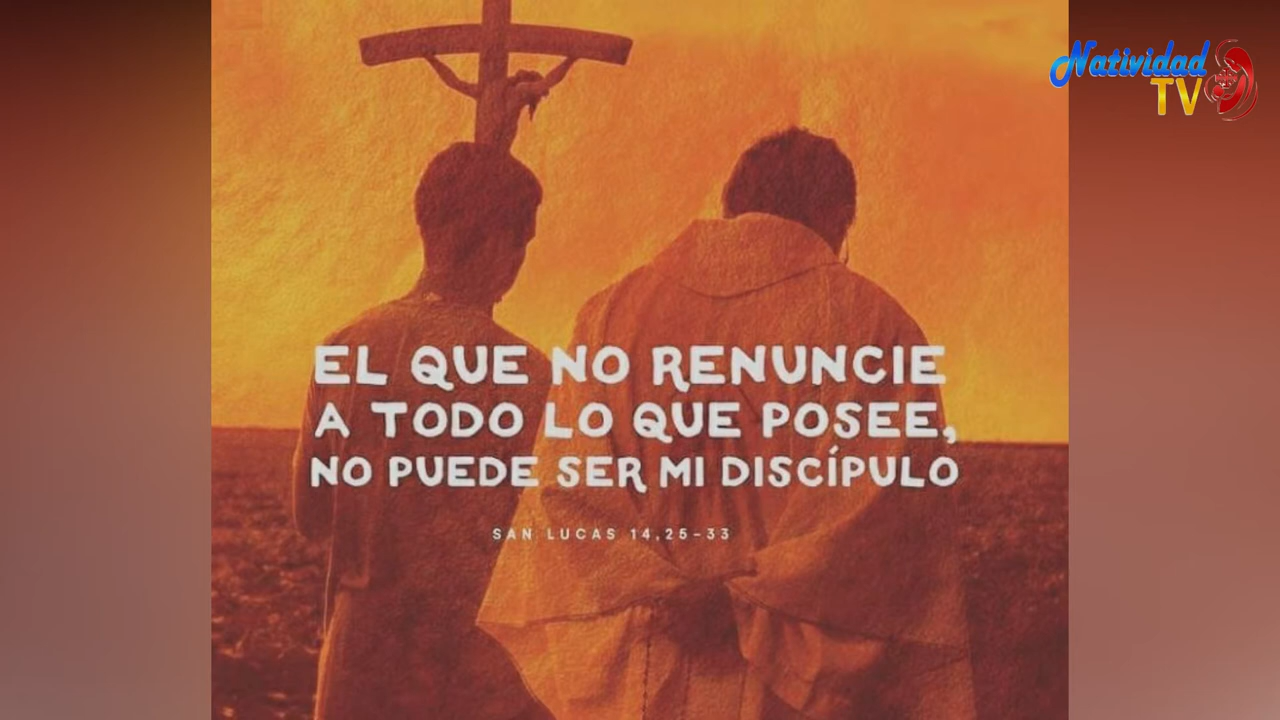 Natividad
TV
EL QUE NO RENUNCIE
A TODO LO QUE POSEE,
NO PUEDE SER MI DISCÍPULO
SAN LUCAS 14,25-33